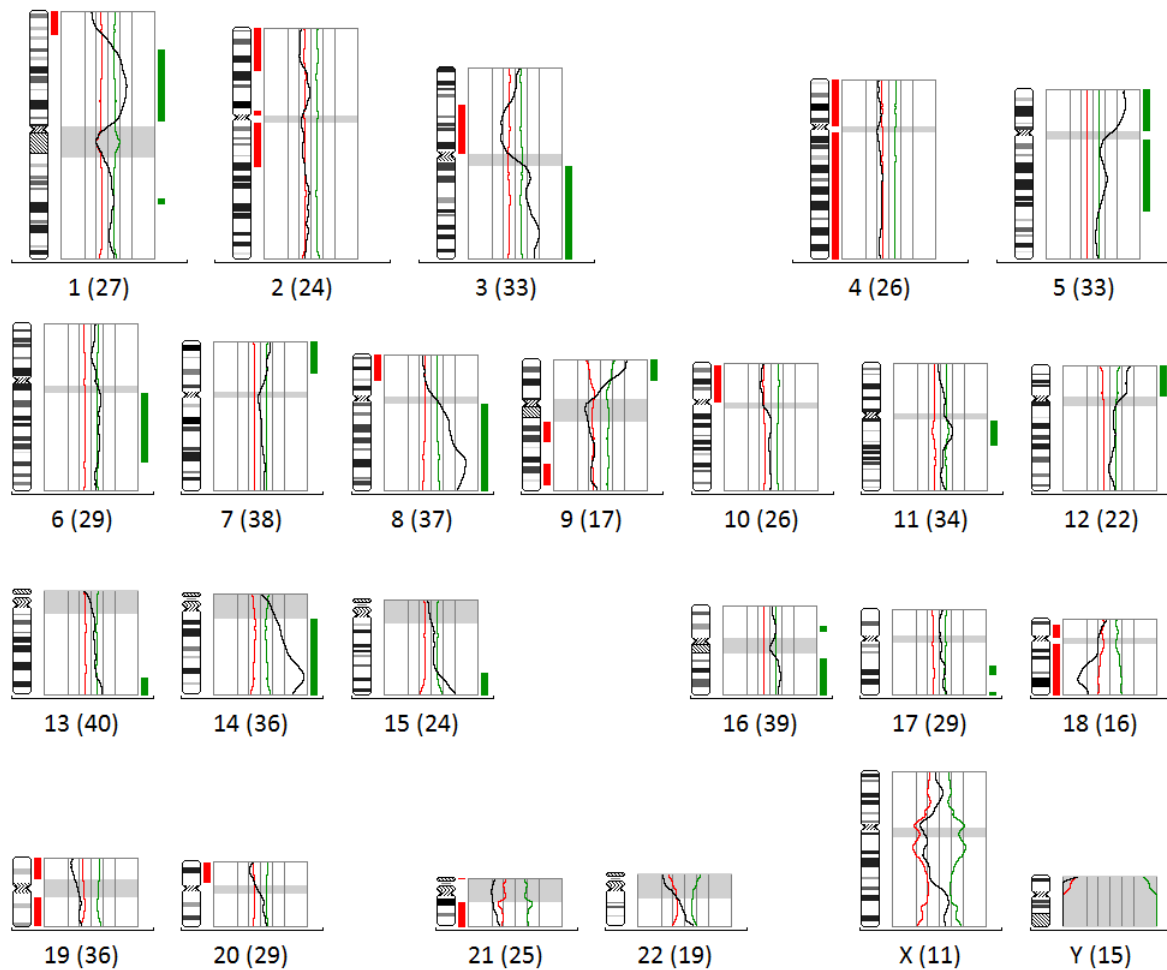 1 (27) 2 (24) 3 (33) 4 (26) 5 (33)
6 (29) 7 (38) 8 (37) 9 (17) 10 (26) 11 (34) 12 (22)
13 (40) 14 (36) 15 (24) 16 (39) 17 (29) 18 (16)
19 (36) 20 (29) 21 (25) 22 (19) X (11) Y (15)